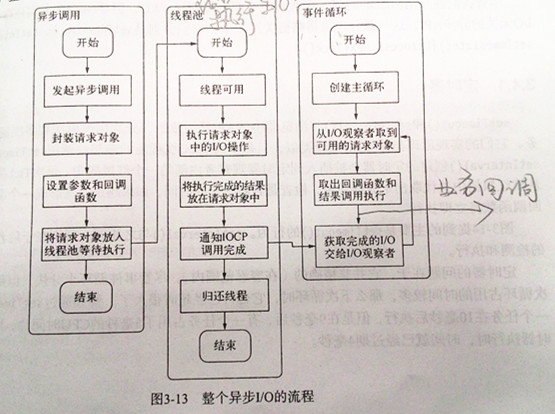 异步调用
开始
发起异步调用
封装请求对象
设置参数和回调
函数
将请求对象放入
线程池等待执行
结束
线程池
执行
开始
线程可用
执行请求对象
中的I/O操作
将执行完成的结果
放在请求对象中
通知IOCP
调用完成
归还线程
结束
事件循环
开始
创建主循环
从I/O观察者取到
可用的请求对象
取出回调函数和
结果调用执行
获取完成的I/O
交给I/O观察者
业务回调
图3-13 整个异步I/O的流程